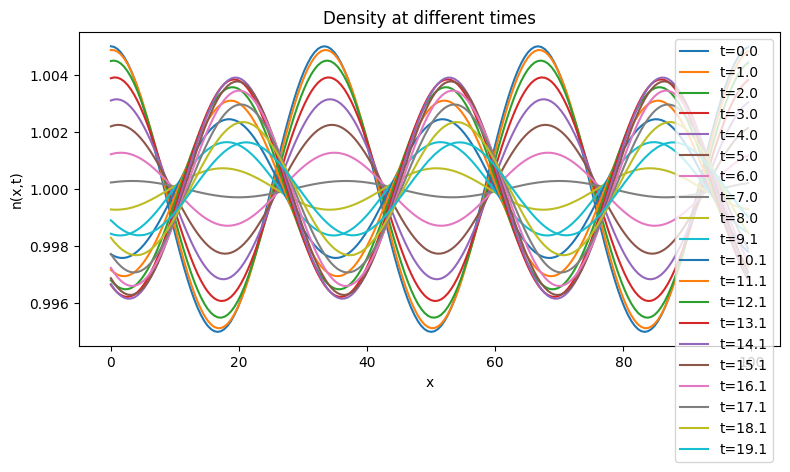 Density at different times
n(x,t)
1.004
1.002
1.000
0.998
0.996
0
20
40
60
80
100
x
t=0.0
t=1.0
t=2.0
t=3.0
t=4.0
t=5.0
t=6.0
t=7.0
t=8.0
t=9.1
t=10.1
t=11.1
t=12.1
t=13.1
t=14.1
t=15.1
t=16.1
t=17.1
t=18.1
t=19.1